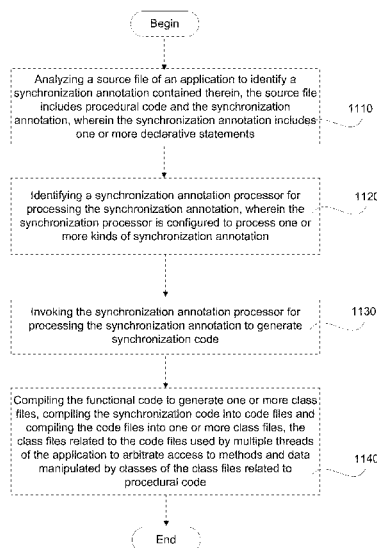 Begin
Analyzing a source file of an application to identify a
synchronization annotation contained therein, the source file
includes procedural code and the synchronization
annotation, wherein the synchronization annotation includes
one or more declarative statements
1110
Identifying a synchronization annotation processor for
processing the synchronization annotation, wherein the
synchronization processor is configured to process one or
more kinds of synchronization annotation
1120
Invoking the synchronization annotation processor for
processing the synchronization annotation to generate
synchronization code
1130
Compiling the functional code to generate one or more class
files, compiling the synchronization code into code files and
compiling the code files into one or more class files, the
class files related to the code files used by multiple threads
of the application to arbitrate access to methods and data
manipulated by classes of the class files related to
procedural code
1140
End